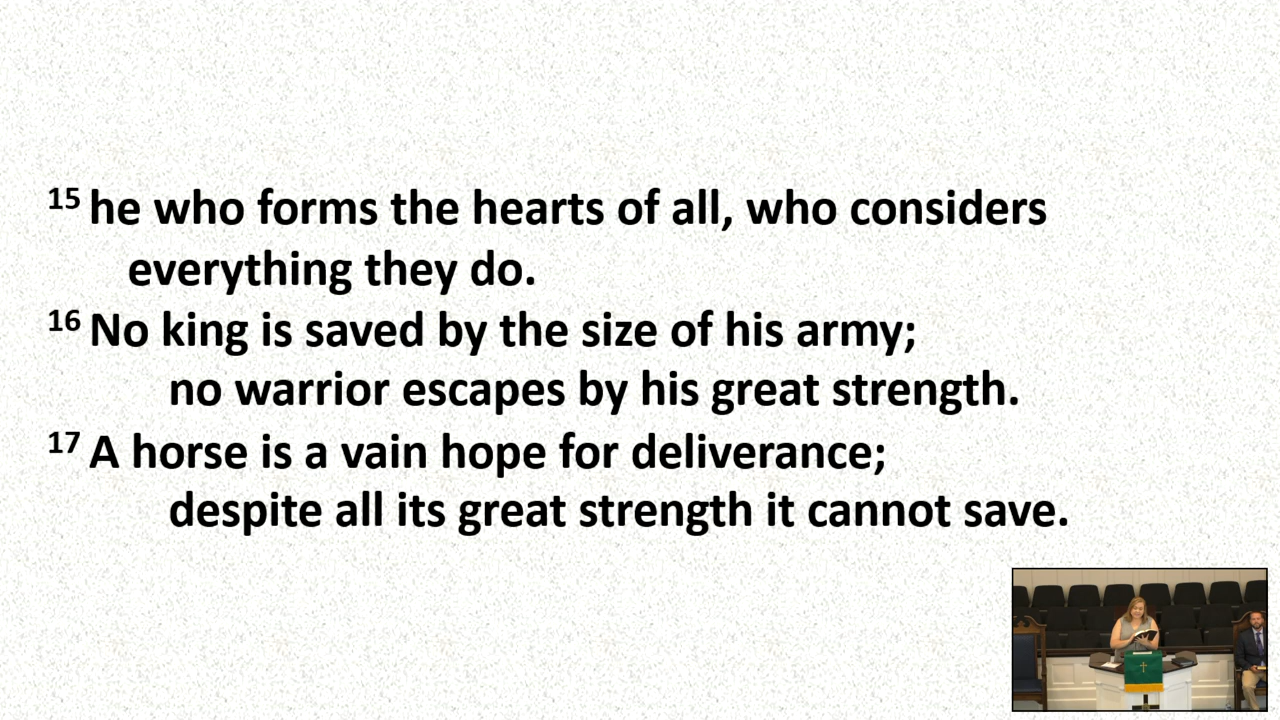 15 he who forms the hearts of all, who considers
everything they do.
16 No king is saved by the size of his army;
no warrior escapes by his great strength.
17 A horse is a vain hope for deliverance;
despite all its great strength it cannot save.